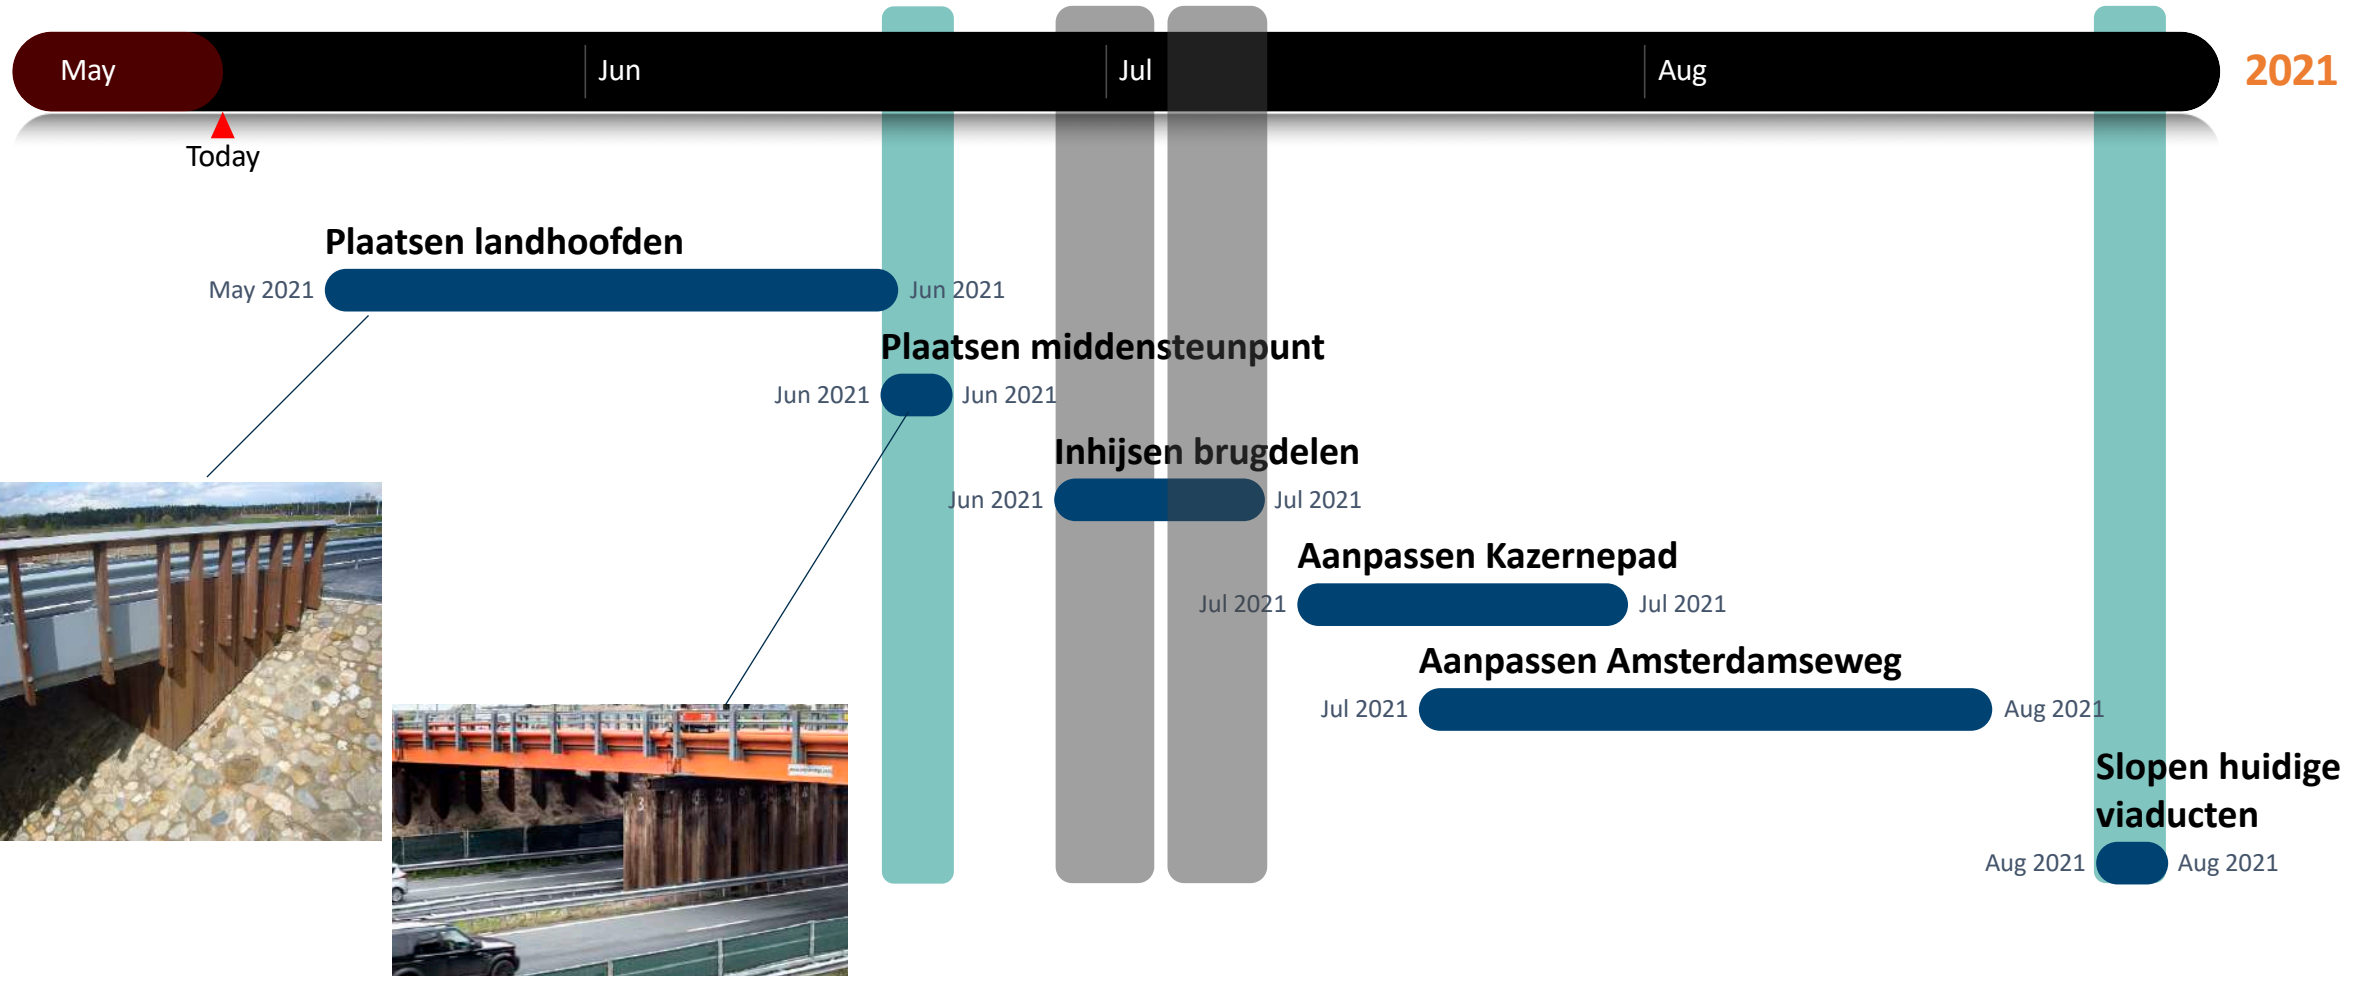 May
Jun
Jul
Aug
2021
Today
Plaatsen landhoofden
May 2021
Jun 2021
Plaatsen middensteunpunt
Jun 2021
Jun 2021
Inhijsen brugdelen
Jun 2021
Jul 2021
Aanpassen Kazernepad
Jul 2021
Jul 2021
Aanpassen Amsterdamseweg
Jul 2021
Aug 2021
Slopen huidige
viaducten
Aug 2021
Aug 2021
3